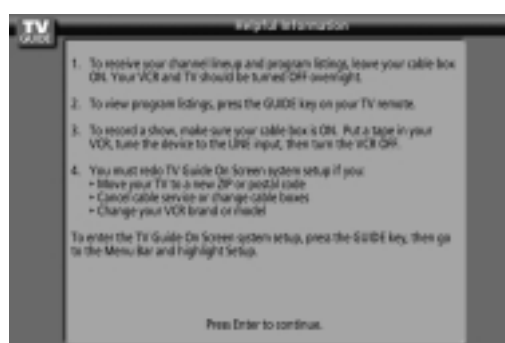 TV
GUIDE
Helpful Information
1. To receive your channel lineup and program listings, leave your cable box
ON. Your VCR and TV should be turned OFF overnight.
2. To view program listings, press the GUIDE key on your TV remote.
3. To record a show, make sure your cable box is ON. Put a tape in your
VCR, tune the device to the LINE input, then turn the VCR OFF.
4. You must redo TV Guide On Screen system setup if you:
- Move your TV to a new ZIP or postal code
- Cancel cable service or change cable boxes
- Change your VCR brand or model
To enter the TV Guide On Screen system setup, press the GUIDE key, then go
to the Menu Bar and highlight Setup.
Press Enter to continue.